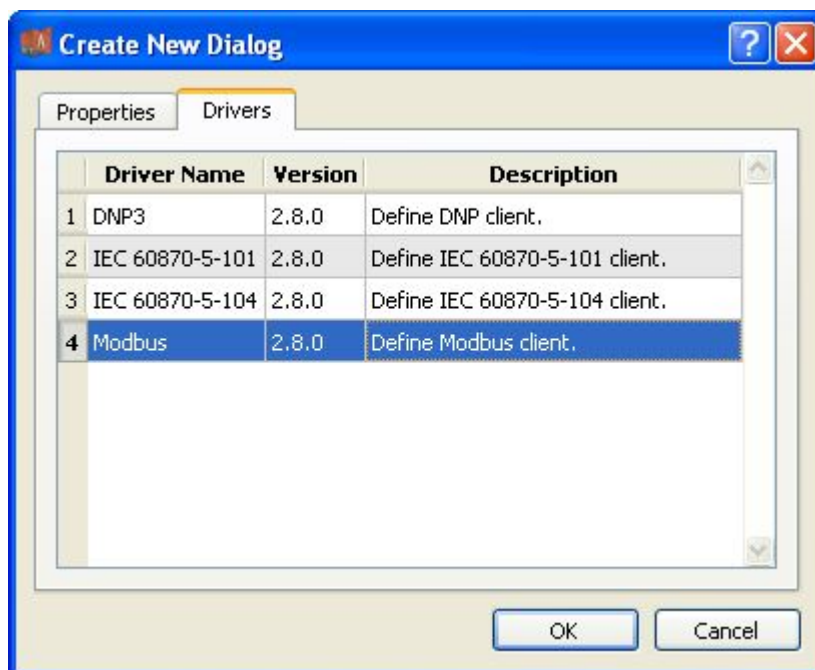 Create New Dialog
Properties Drivers
Driver Name Version Description
1 DNP3 2.8.0 Define DNP client.
2 IEC 60870-5-101 2.8.0 Define IEC 60870-5-101 client.
3 IEC 60870-5-104 2.8.0 Define IEC 60870-5-104 client.
4 Modbus 2.8.0 Define Modbus client.
OK Cancel